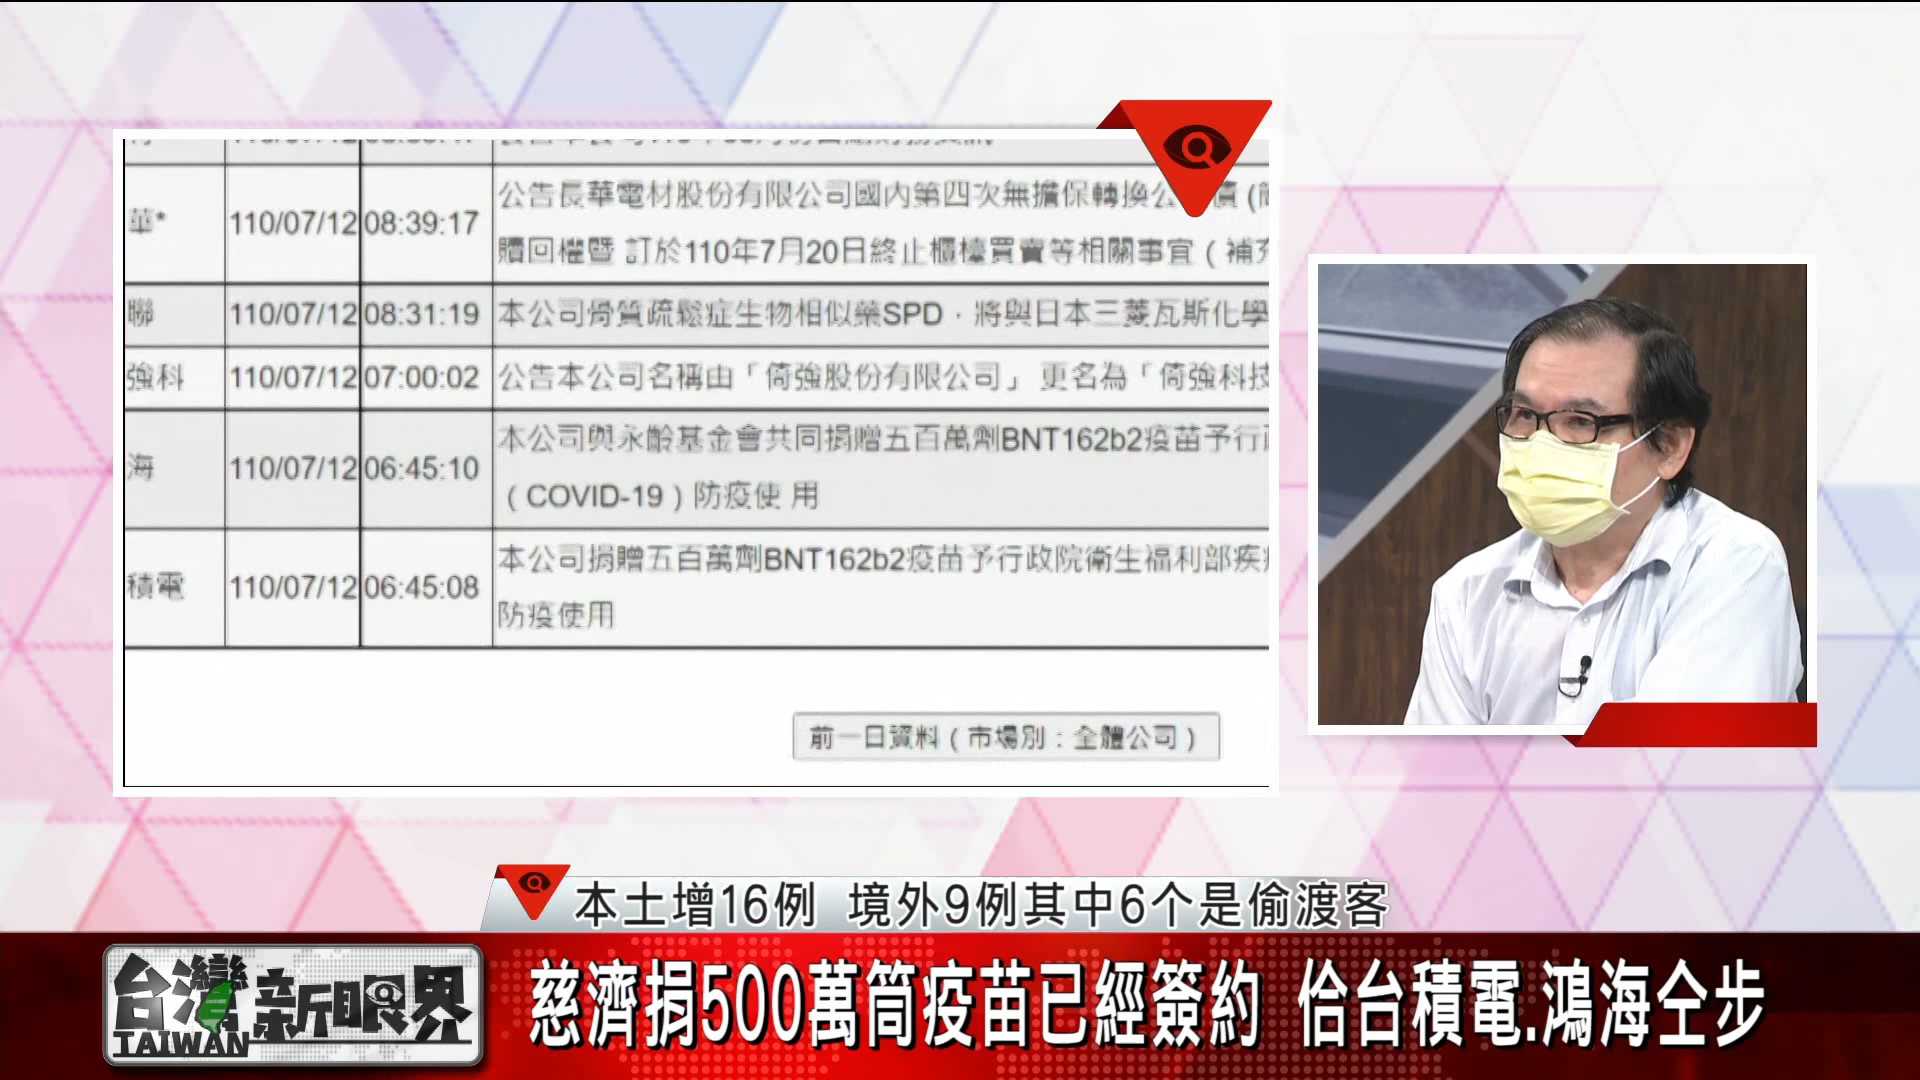 華*
110/07/12
08:39:17
公告長華電材股份有限公司國內第四次無擔保轉換公
債
贖回權暨 訂於110年7月20日終止櫃檯買賣等相關事宜(補
聯
110/07/12
08:31:19
本公司骨質疏鬆症生物相似藥SPD,將與日本三菱瓦斯化學
強科
110/07/12
07:00:02
公告本公司名稱由「倚強股份有限公司」 更名為「倚強科技
海
110/07/12
06:45:10
本公司與永齡基金會共同捐贈五百萬劑BNT162b2疫苗予行
(COVID-19)防疫使 用
積電
110/07/12
06:45:08
本公司捐贈五百萬劑BNT162b2疫苗予行政院衛生福利部疾
防疫使用
前一日資料(市場別:全體公司)
本土增16例 境外9例其中6个是偷渡客
慈濟捐500萬筒疫苗已經簽約 佮台積電.鴻海仝步
台灣新眼界
TAIWAN